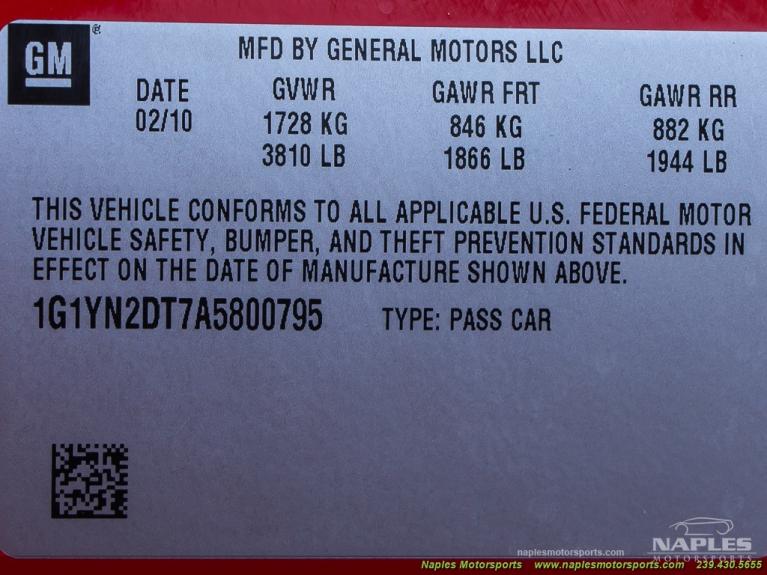 GM ®
MFD BY GENERAL MOTORS LLC
DATE GVWR GAWR FRT GAWR RR
02/10 1728 KG 846 KG 882 KG
3810 LB 1866 LB 1944 LB
THIS VEHICLE CONFORMS TO ALL APPLICABLE U.S. FEDERAL MOTOR
VEHICLE SAFETY, BUMPER, AND THEFT PREVENTION STANDARDS IN
EFFECT ON THE DATE OF MANUFACTURE SHOWN ABOVE.
1G1YN2DT7A5800795 TYPE: PASS CAR
NAPLES
MOTORSPORTS
naplesmotorsports.com
Naples Motorsports www.naplesmotorsports.com 239.430.5655